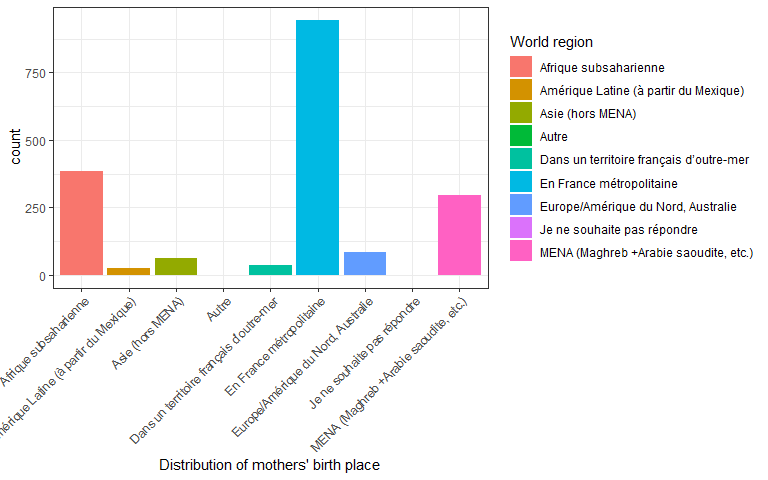 World region
Afrique subsaharienne
Amérique Latine (à partir du Mexique)
Asie (hors MENA)
Autre
Dans un territoire français d'outre-mer
En France métropolitaine
Europe/Amérique du Nord, Australie
Je ne souhaite pas répondre
MENA (Maghreb +Arabie saoudite, etc.)
count
750
500
250
0
Afrique subsaharienne
mérique Latine (à partir du Mexique)
Asie (hors MENA)
Autre
Dans un territoire français d'outre-mer
En France métropolitaine
Europe/Amérique du Nord, Australie
Je ne souhaite pas répondre
MENA (Maghreb +Arabie saoudite, etc.)
Distribution of mothers' birth place